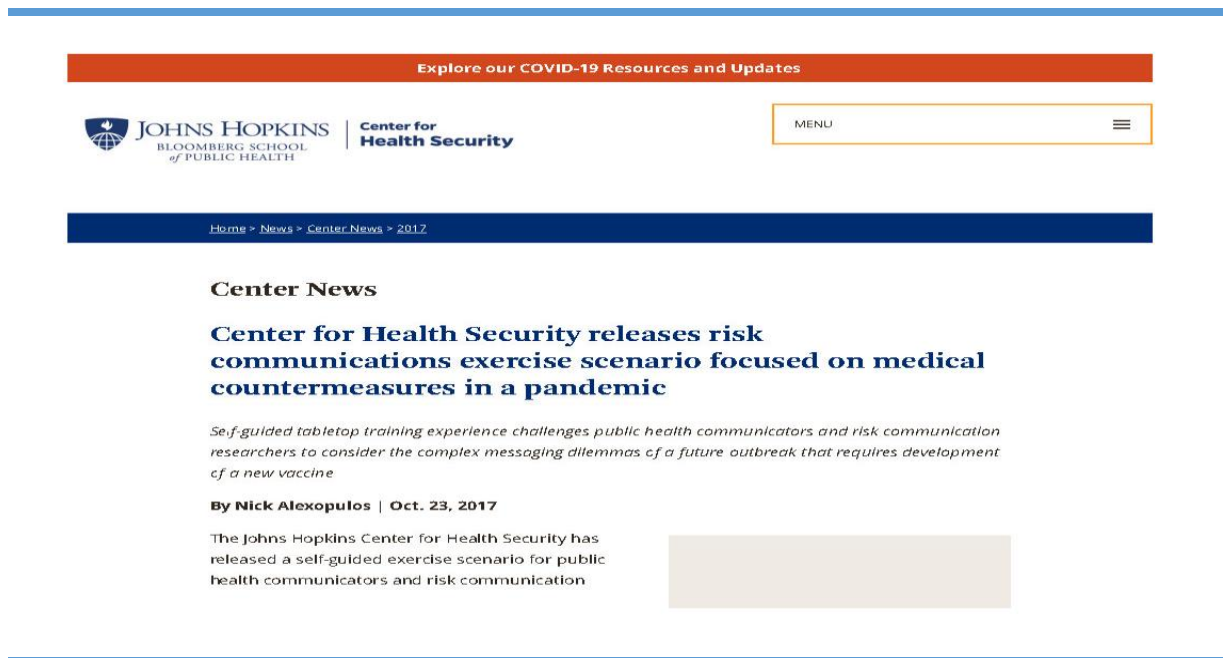 Explore our COVID-19 Resources and Updates
JOHNS HOPKINS
BLOOMBERG SCHOOL
of PUBLIC HEALTH
Center for
Health Security
MENU
Home > News > Center News > 2017
Center News
Center for Health Security releases risk
communications exercise scenario focused on medical
countermeasures in a pandemic
Self-guided tabletop training experience challenges public health communicators and risk communication
researchers to consider the complex messaging dilemmas of a future outbreak that requires development
of a new vaccine
By Nick Alexopulos | Oct. 23, 2017
The Johns Hopkins Center for Health Security has
released a self-guided exercise scenario for public
health communicators and risk communication